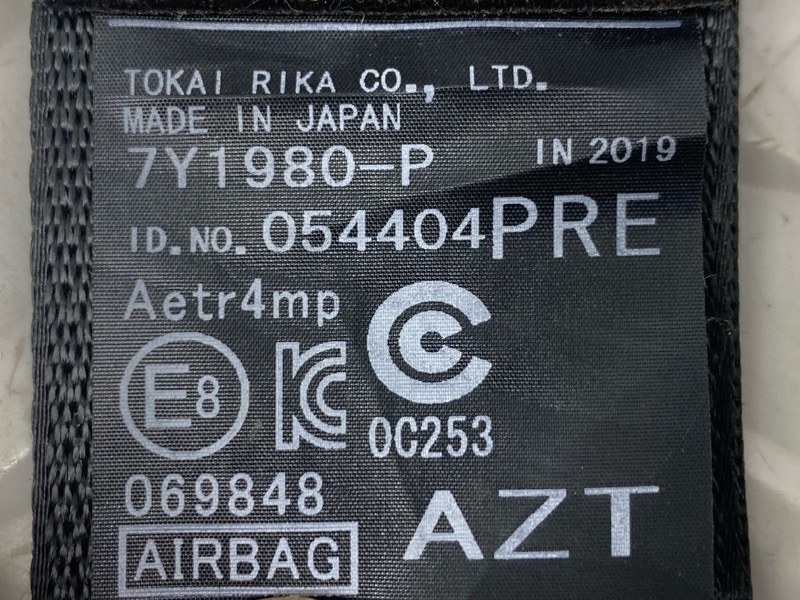 TOKAI RIKA CO., LTD.
MADE IN JAPAN
7Y1980-P IN 2019
ID.NO. 054404PRE
Aetr4mp
E8 KC C
0C253
069848
AIRBAG AZT